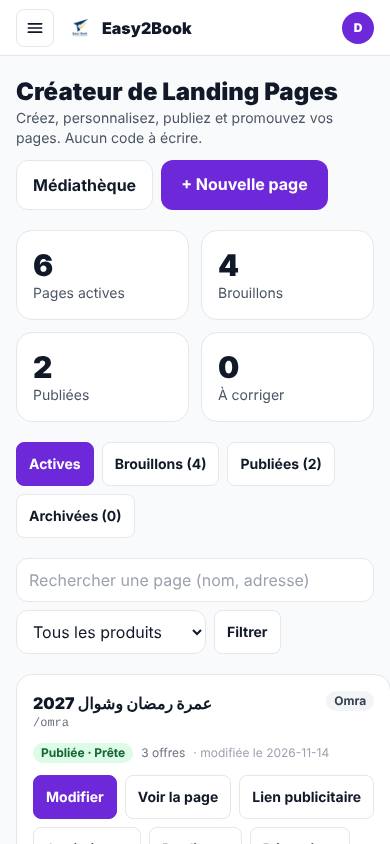 Easy2Book
D
Créateur de Landing Pages
Créez, personnalisez, publiez et promouvez vos
pages. Aucun code à écrire.
Médiathèque
+ Nouvelle page
6
Pages actives
4
Brouillons
2
Publiées
0
À corriger
Actives
Brouillons (4)
Publiées (2)
Archivées (0)
Rechercher une page (nom, adresse)
Tous les produits
Filtrer
عمرة رمضان وشوال 2027
Omra
/omra
Publiée · Prête
3 offres
· modifiée le 2026-11-14
Modifier
Voir la page
Lien publicitaire